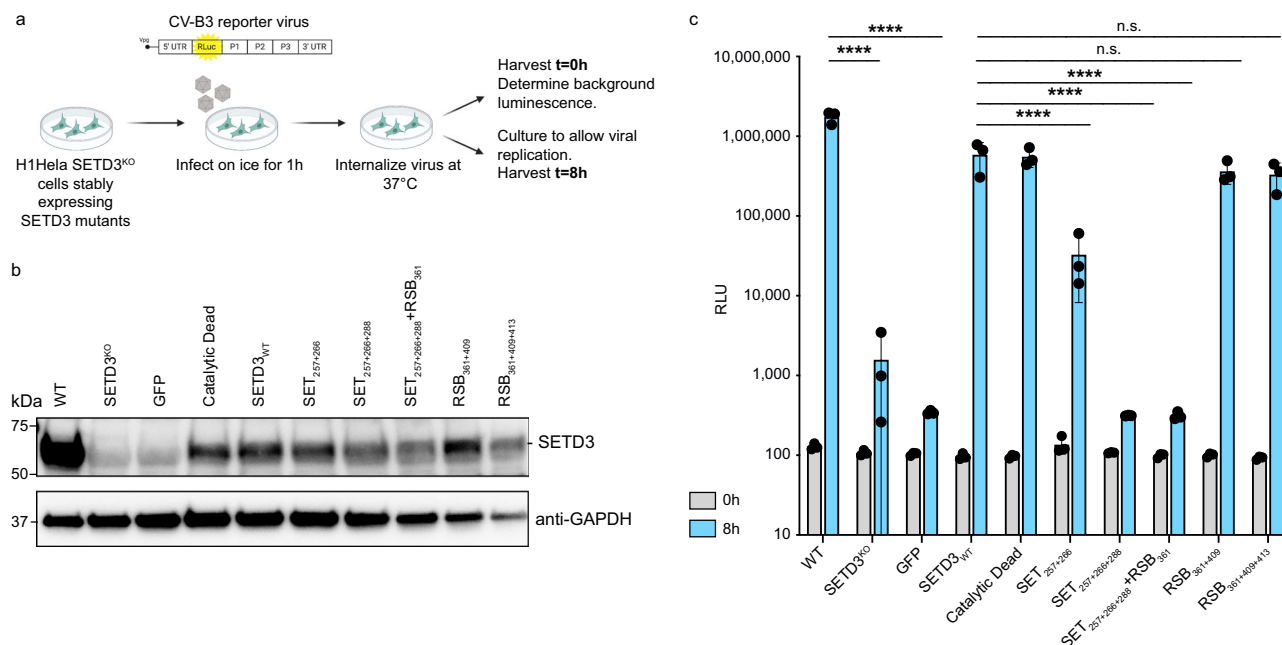 a
CV-B3 reporter virus
Vpg
5' UTR RLuc P1 P2 P3 3' UTR
Harvest t=0h
Determine background
luminescence.
Culture to allow viral
replication.
Harvest t=8h
H1Hela SETD3KO
cells stably
expressing
SETD3 mutants
Infect on ice for 1h
Internalize virus at
37°C
b
WT
SETD3KO
GFP
Catalytic Dead
SETD3WT
SET257+266
SET257+266+288
SET257+266+288+RSB361
RSB361+409
RSB361+409+413
kDa
75
50
SETD3
37
anti-GAPDH
c
n.s.
**** n.s.
****
****
****
****
10,000,000
1,000,000
100,000
10,000
1,000
100
10
RLU
0h
8h
WT
SETD3KO
GFP
SETD3WT
Catalytic Dead
SET257+266
SET257+266+288
SET257+266+288+RSB361
RSB361+409
RSB361+409+413